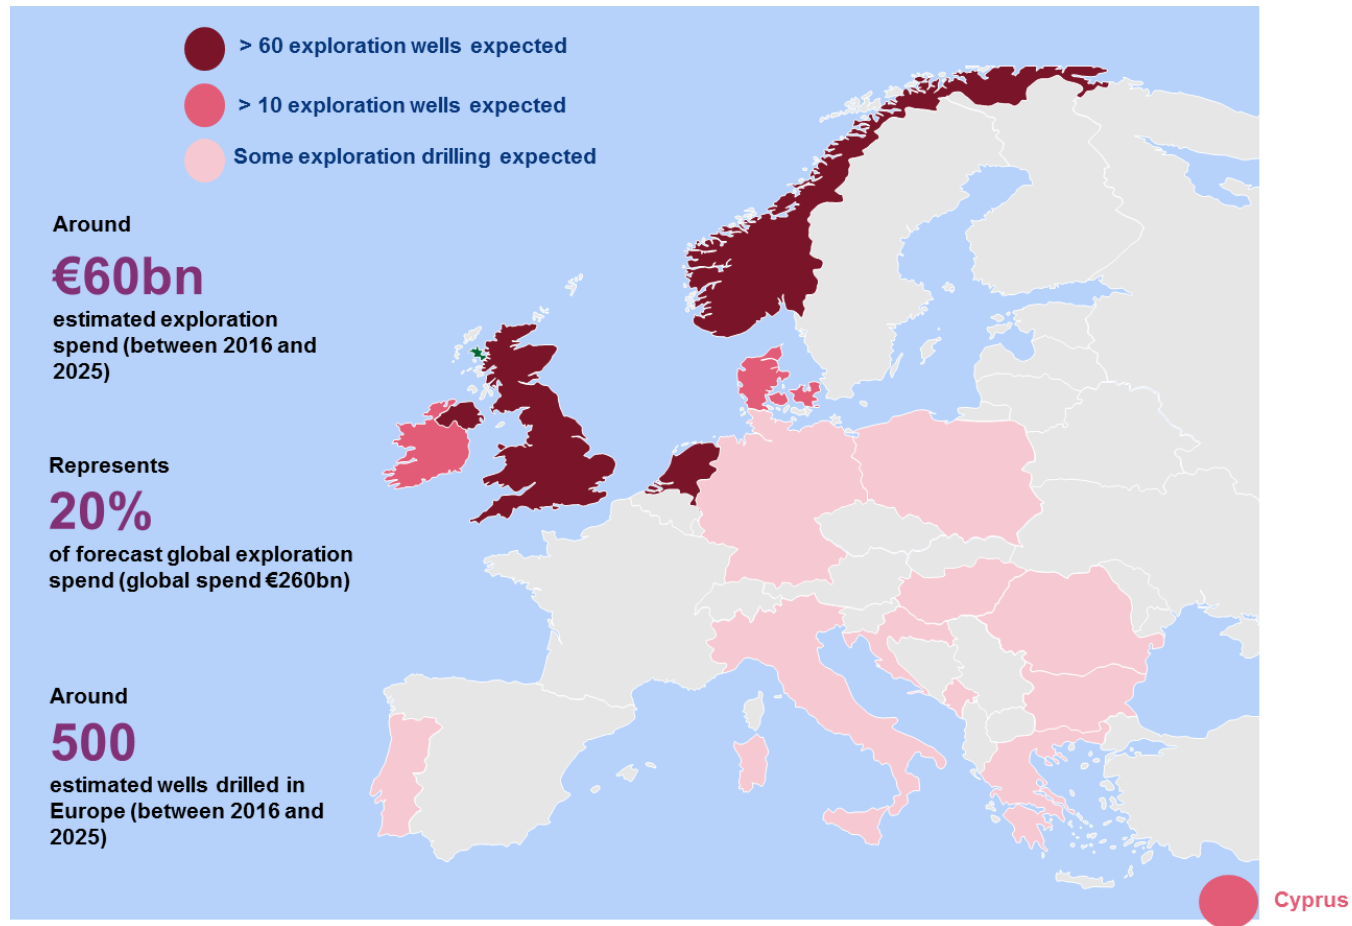 > 60 exploration wells expected
> 10 exploration wells expected
Some exploration drilling expected
Around
€60bn
estimated exploration
spend (between 2016 and
2025)
Represents
20%
of forecast global exploration
spend (global spend €260bn)
Around
500
estimated wells drilled in
Europe (between 2016 and
2025)
Cyprus